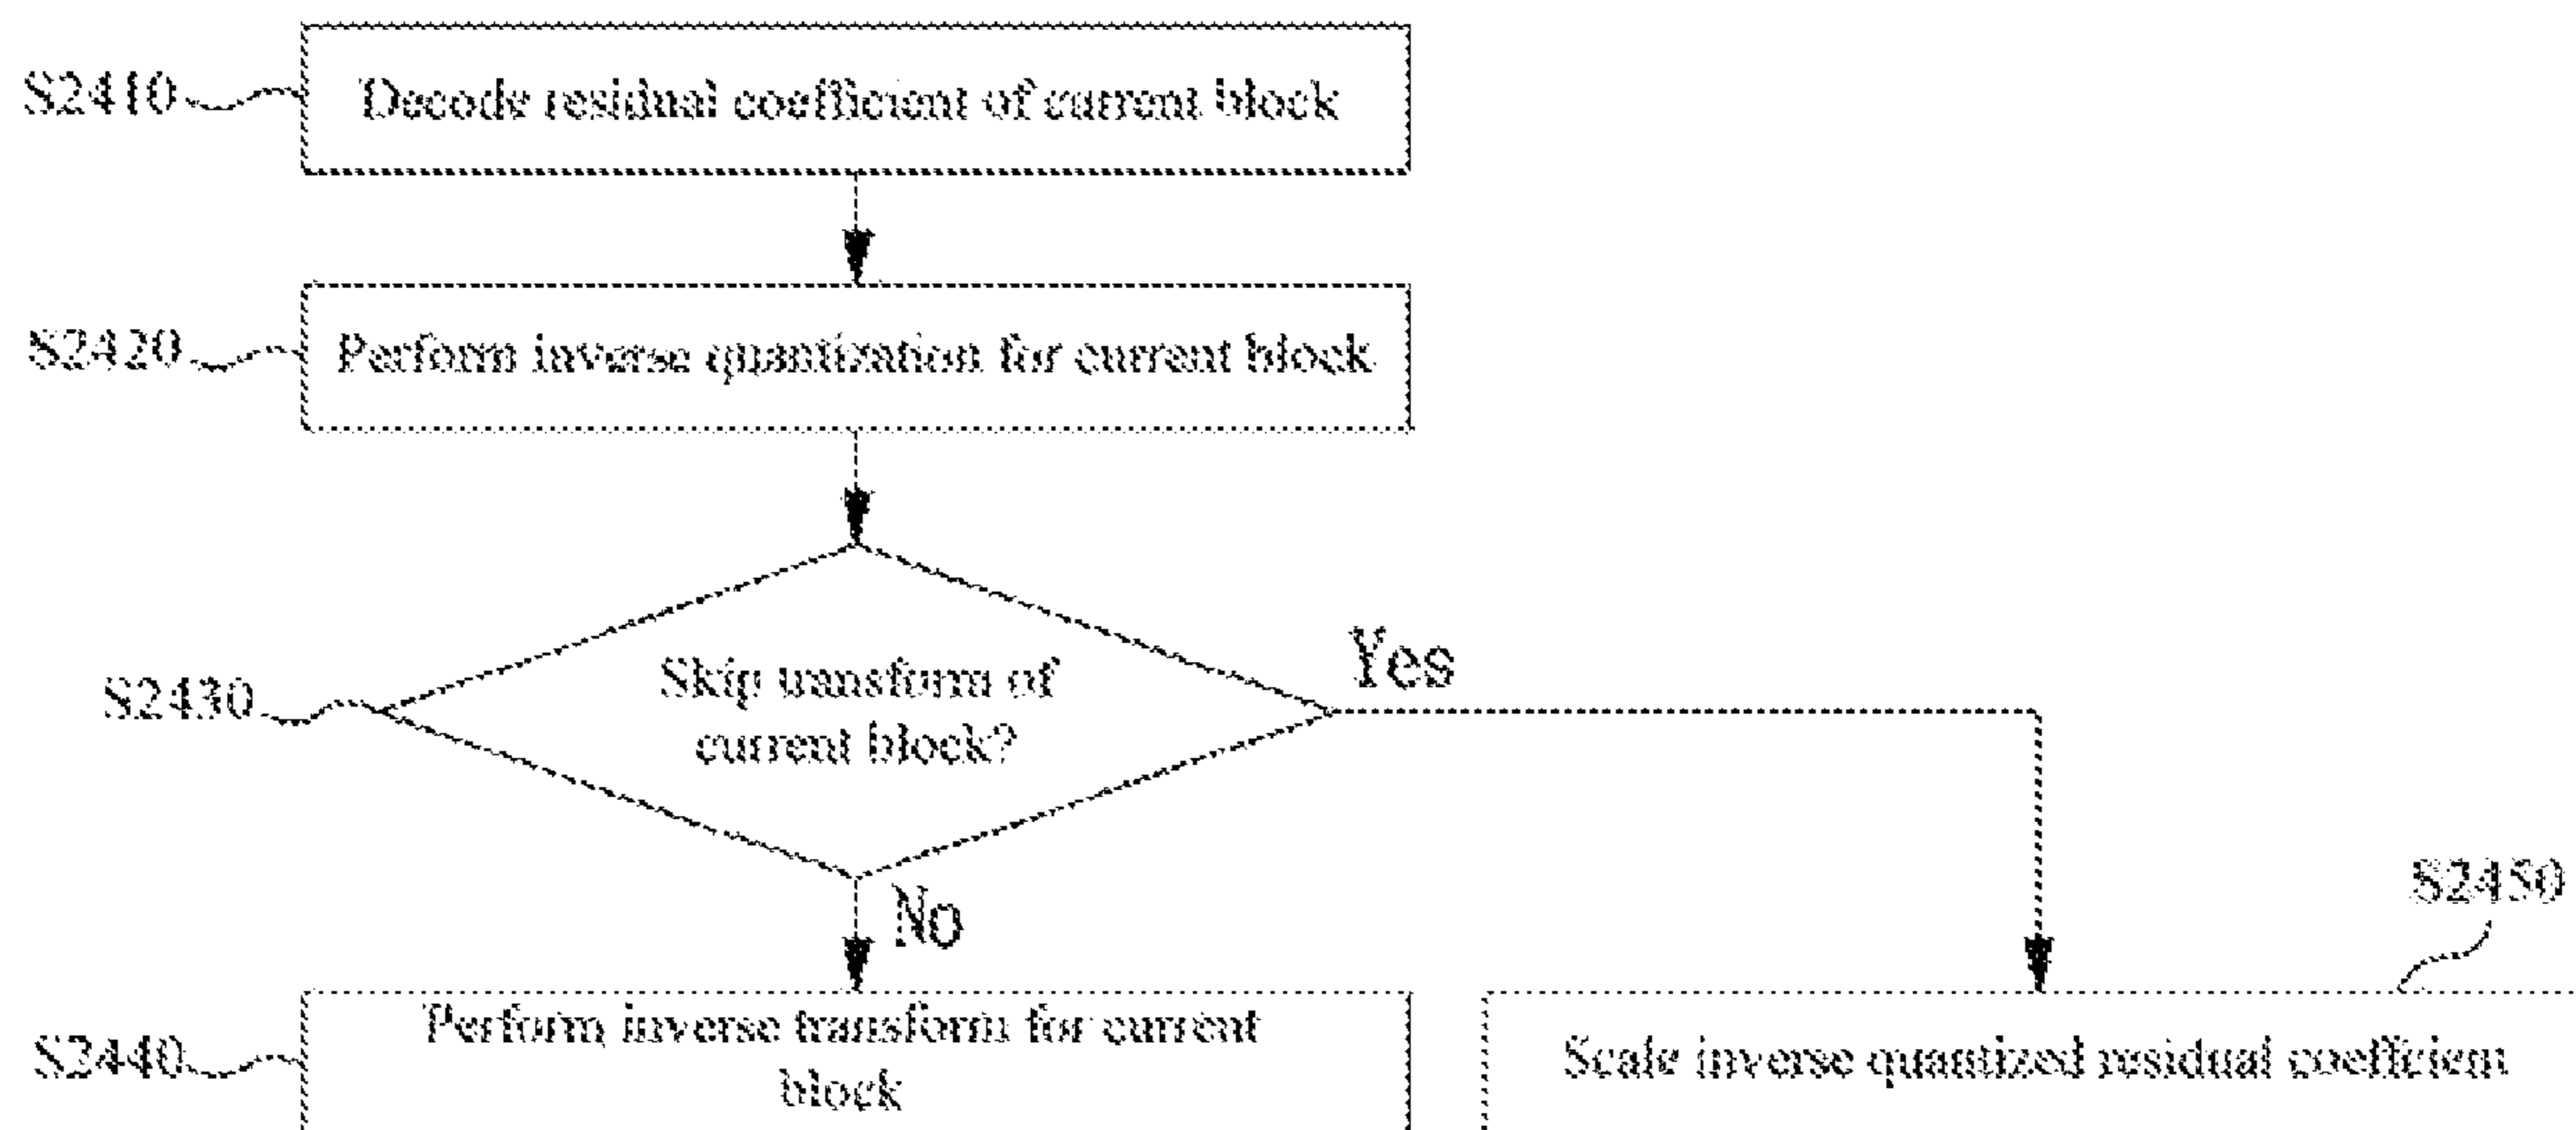 S2410
Decode residual coefficient of current block
S2420
Perform inverse quantization for current block
S2430
Skip transform of
current block?
Yes
No
S2440
Perform inverse transform for current
block
S2450
Scale inverse quantized residual coefficient